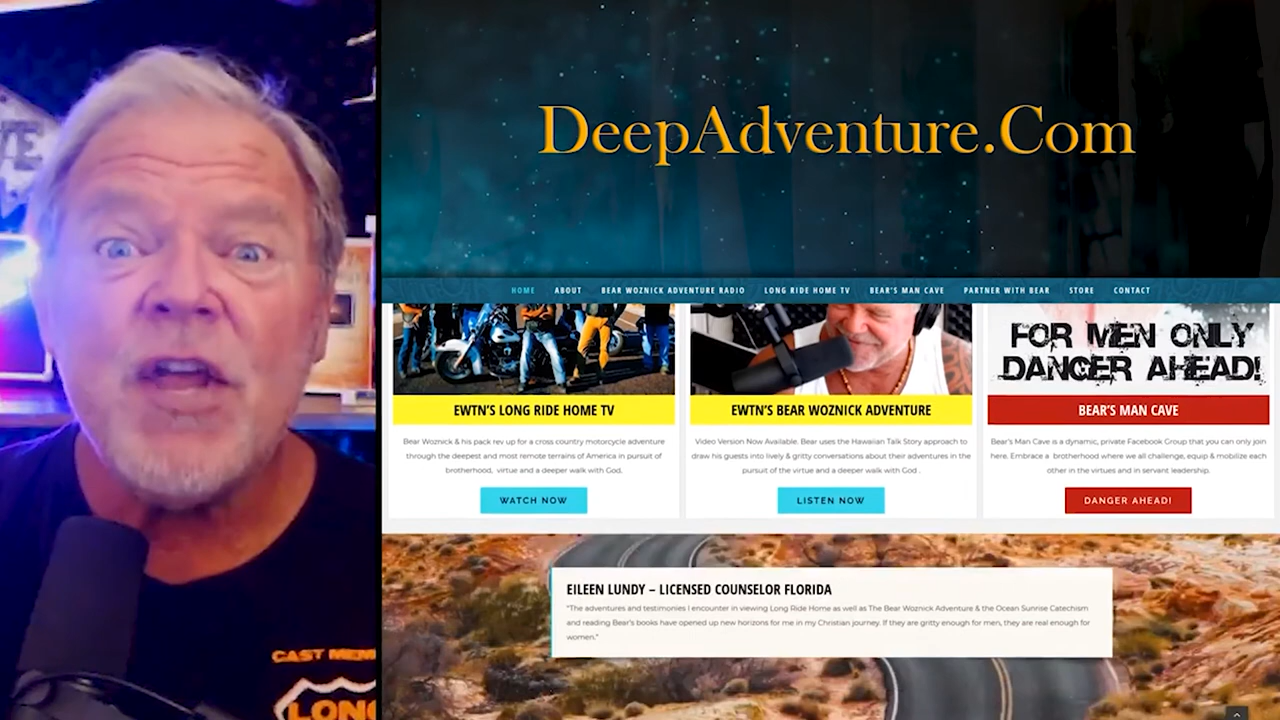 DeepAdventure.Com
HOME ABOUT BEAR WOZNICK ADVENTURE RADIO LONG RIDE HOME TV BEAR'S MAN CAVE PARTNER WITH BEAR STORE CONTACT
FOR MEN ONLY
DANGER AHEAD!
EWTN'S LONG RIDE HOME TV
Bear Woznick & his pack rev up for a cross country motorcycle adventure
through the deepest and most remote terrains of America in pursuit of
brotherhood, virtue and a deeper walk with God.
WATCH NOW
EWTN'S BEAR WOZNICK ADVENTURE
Video Version Now Available. Bear uses the Hawaiian Talk Story approach to
draw his guests into lively & gritty conversations about their adventures in the
pursuit of the virtue and a deeper walk with God .
LISTEN NOW
BEAR'S MAN CAVE
Bear's Man Cave is a dynamic, private Facebook Group that you can only join
here. Embrace a brotherhood where we all challenge, equip & mobilize each
other in the virtues and in servant leadership.
DANGER AHEAD!
EILEEN LUNDY – LICENSED COUNSELOR FLORIDA
"The adventures and testimonies I encounter in viewing Long Ride Home as well as The Bear Woznick Adventure & the Ocean Sunrise Catechism
and reading Bear's books have opened up new horizons for me in my Christian journey. If they are gritty enough for men, they are real enough for
women."
CAST MEM
LONG